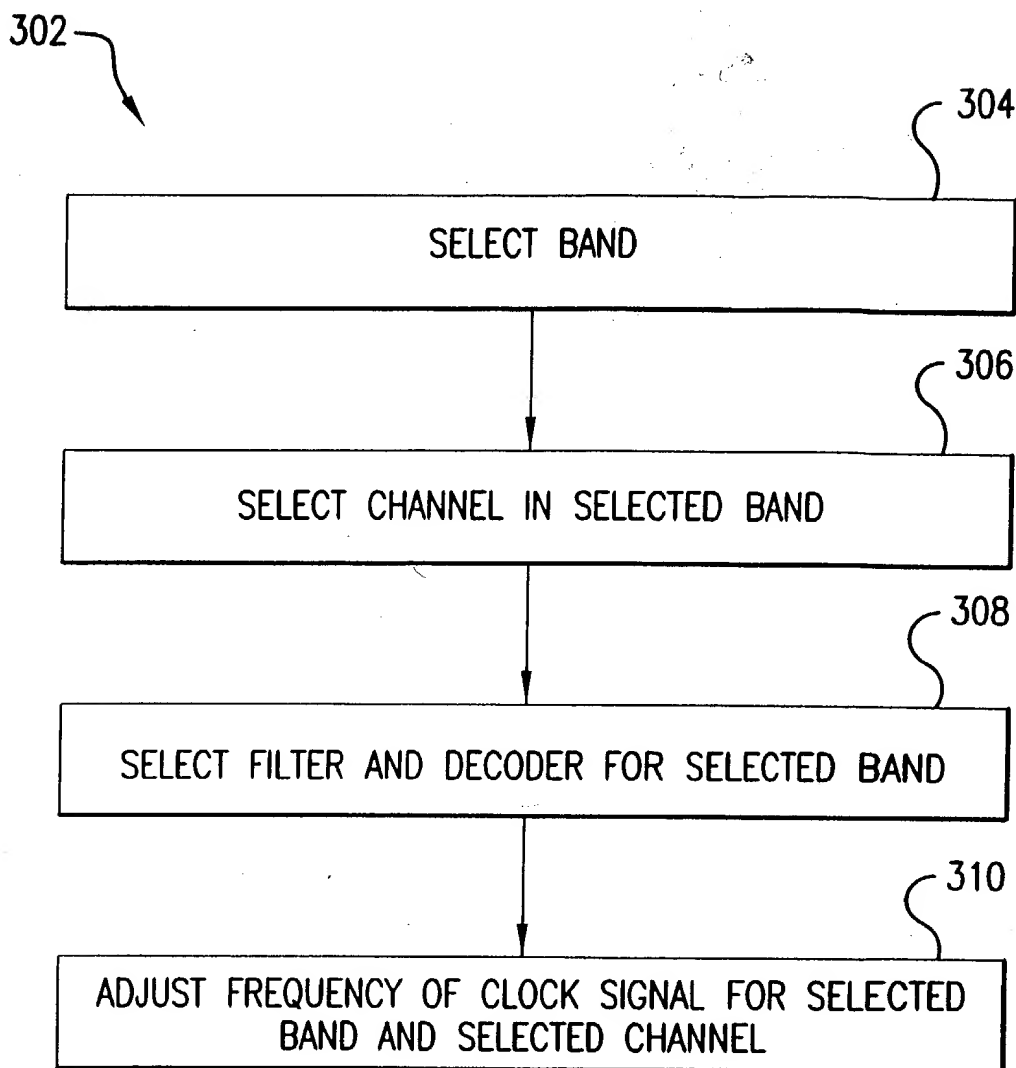 302
304
SELECT BAND
306
SELECT CHANNEL IN SELECTED BAND
308
SELECT FILTER AND DECODER FOR SELECTED BAND
310
ADJUST FREQUENCY OF CLOCK SIGNAL FOR SELECTED
BAND AND SELECTED CHANNEL